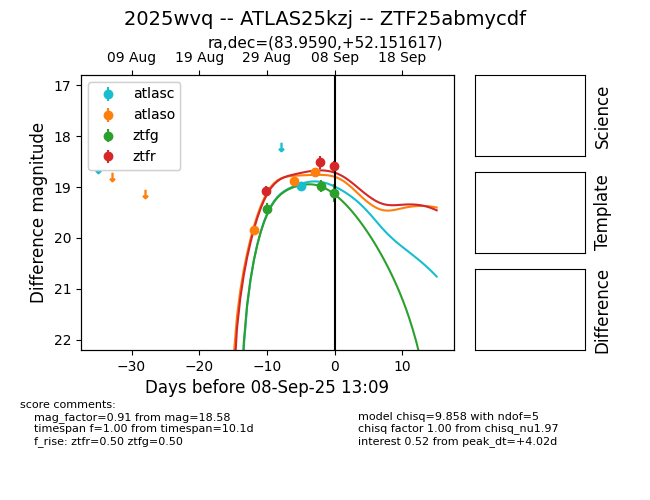 2025wvq -- ATLAS25kzj -- ZTF25abmycdf
ra,dec=(83.9590,+52.151617)
09 Aug 19 Aug 29 Aug 08 Sep 18 Sep
17
18
19
20
21
22
Difference magnitude
atlasc
atlaso
ztfg
ztfr
−30 −20 −10 0 10
Days before 08-Sep-25 13:09
Science
Template
Difference
score comments:
mag_factor=0.91 from mag=18.58
timespan f=1.00 from timespan=10.1d
f_rise: ztfr=0.50 ztfg=0.50
model chisq=9.858 with ndof=5
chisq factor 1.00 from chisq_nu1.97
interest 0.52 from peak_dt=+4.02d